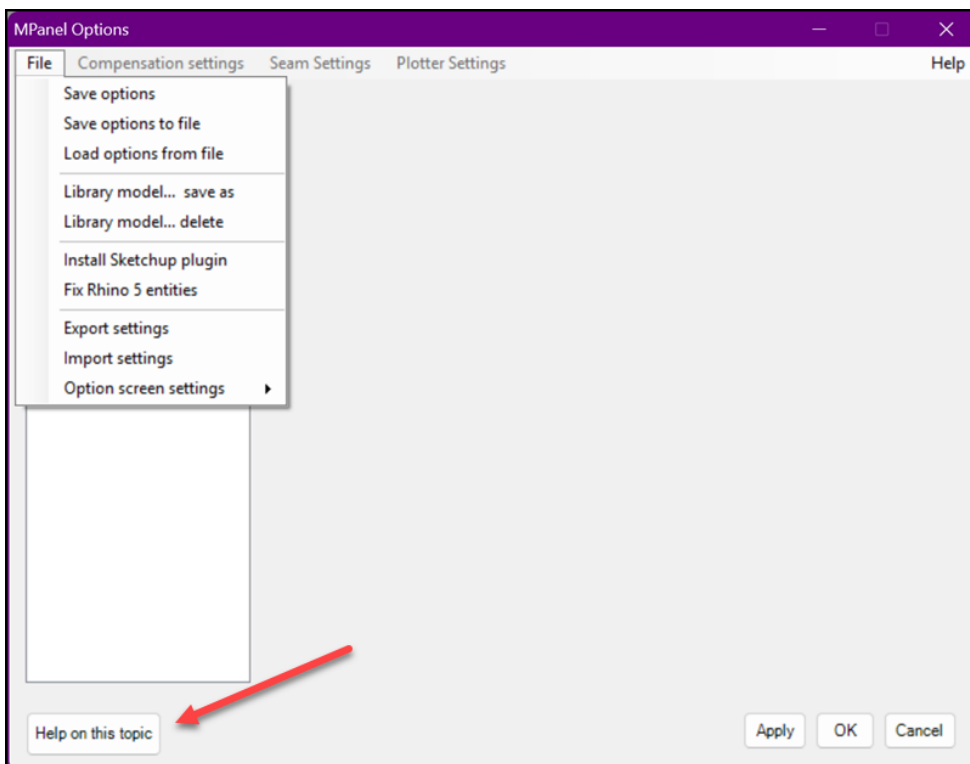 MPanel Options
File Compensation settings Seam Settings Plotter Settings Help
Save options
Save options to file
Load options from file
Library model... save as
Library model... delete
Install Sketchup plugin
Fix Rhino 5 entities
Export settings
Import settings
Option screen settings
Help on this topic Apply OK Cancel